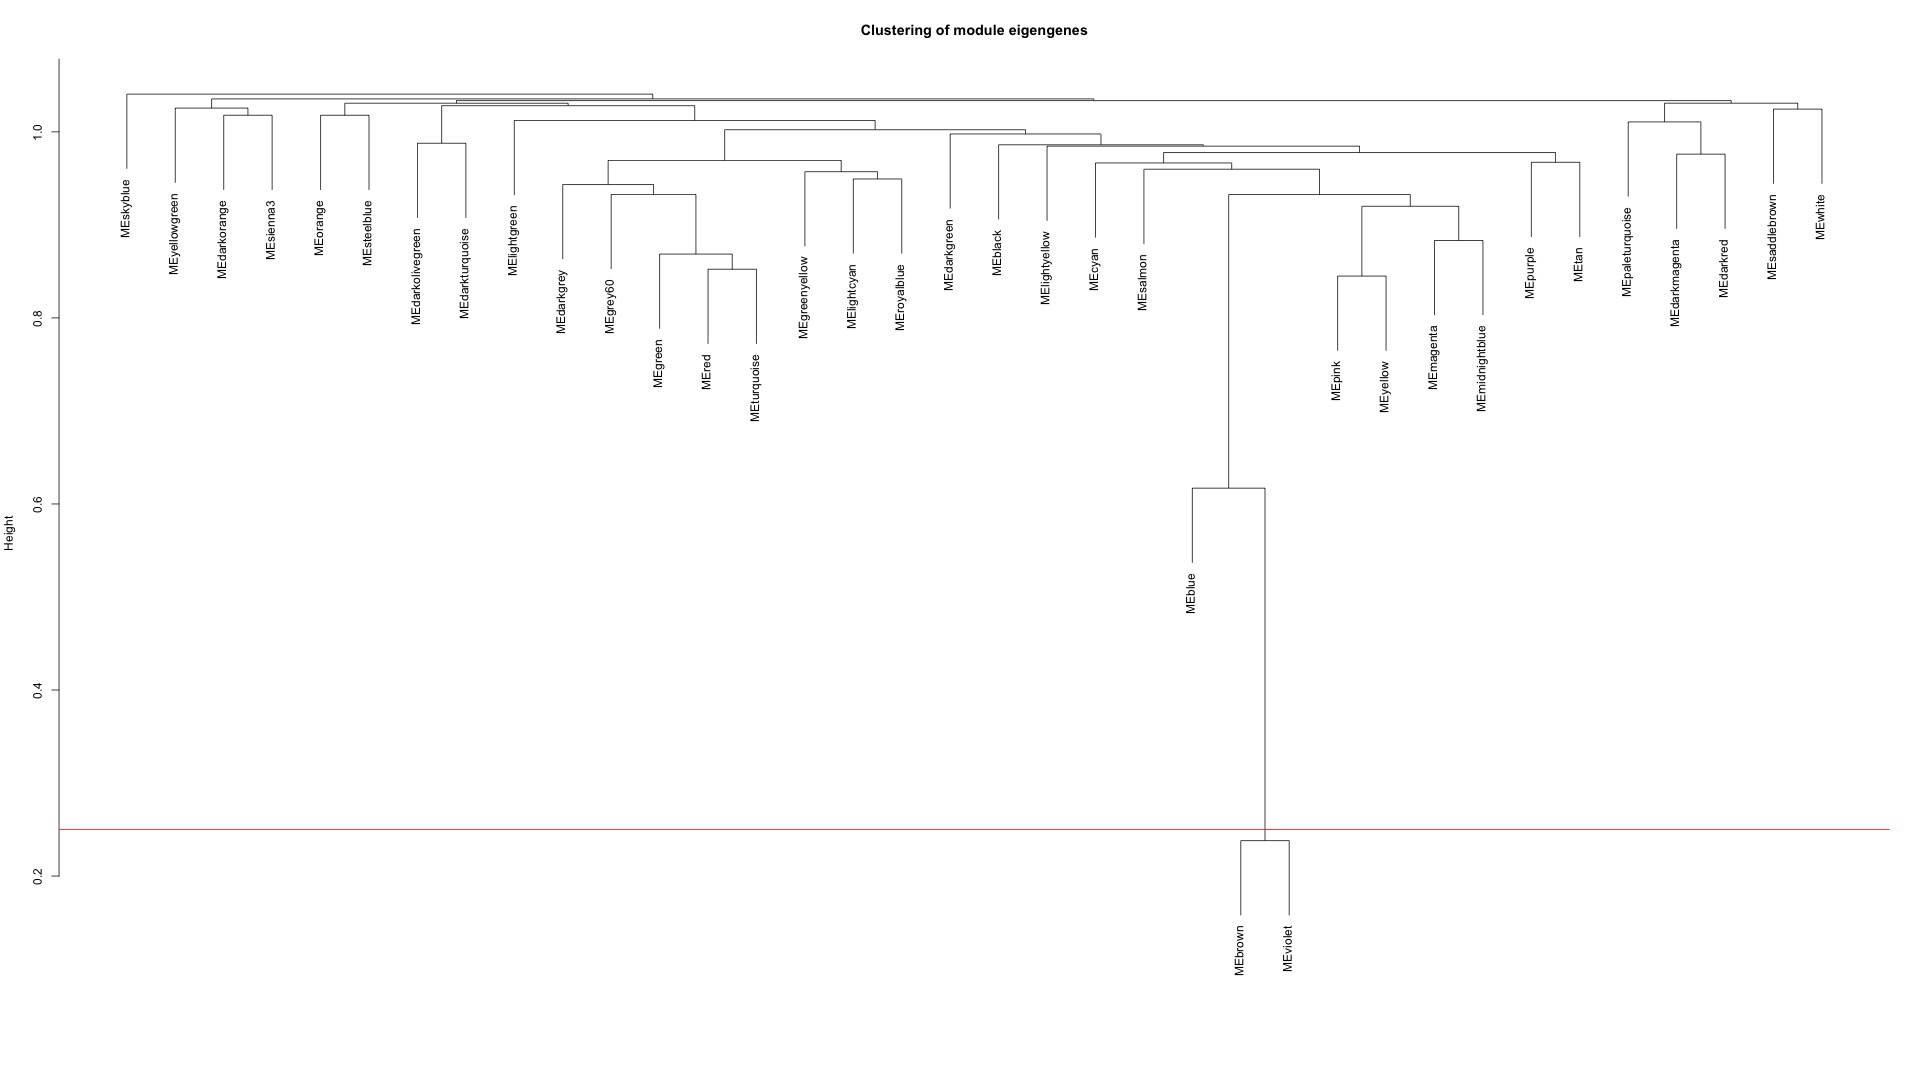 Clustering of module eigengenes
Height
1.0
0.8
0.6
0.4
0.2
MEskyblue
MEyellowgreen
MEdarkorange
MEsienna3
MEorange
MEsteelblue
MEdarkolivegreen
MEdarkturquoise
MElightgreen
MEdarkgrey
MEgrey60
MEgreen
MEred
MEturquoise
MEgreenyellow
MElightcyan
MEroyalblue
MEdarkgreen
MEblack
MElightyellow
MEcyan
MEsalmon
MEblue
MEbrown
MEviolet
MEpink
MEyellow
MEmagenta
MEmidnightblue
MEpurple
MEtan
MEpaleturquoise
MEdarkmagenta
MEdarkred
MEsaddlebrown
MEwhite